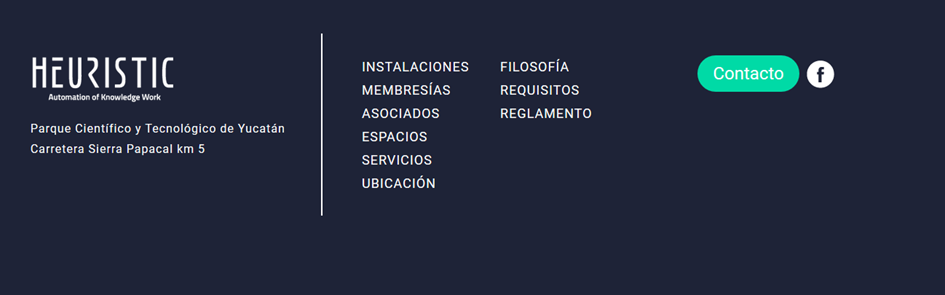 HEURISTIC
Automation of Knowledge Work
Parque Científico y Tecnológico de Yucatán
Carretera Sierra Papacal km 5
INSTALACIONES
MEMBRESÍAS
ASOCIADOS
ESPACIOS
SERVICIOS
UBICACIÓN
FILOSOFÍA
REQUISITOS
REGLAMENTO
Contacto
f